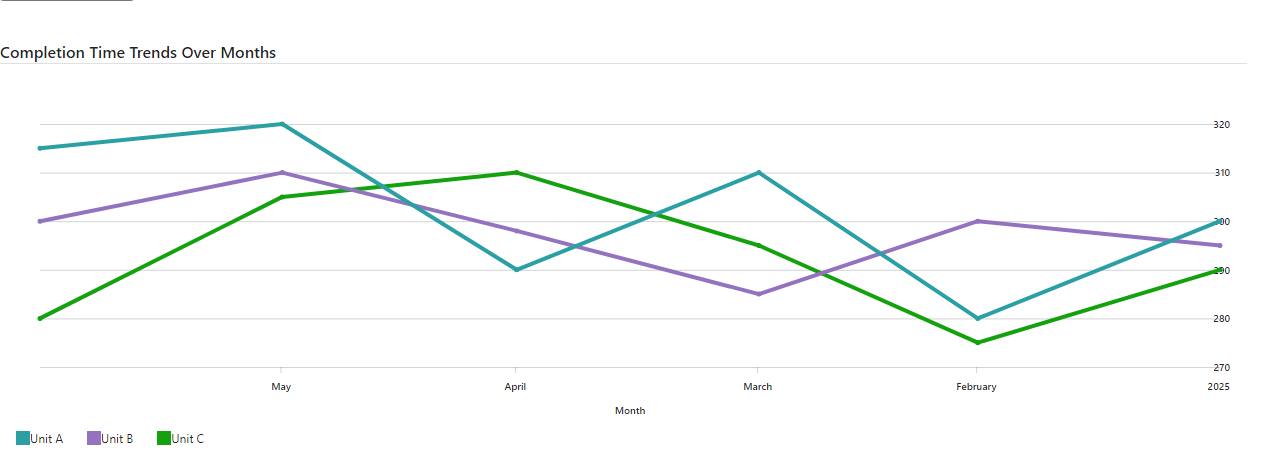 Completion Time Trends Over Months
320
310
300
290
280
270
May April March February 2025
Month
Unit A Unit B Unit C